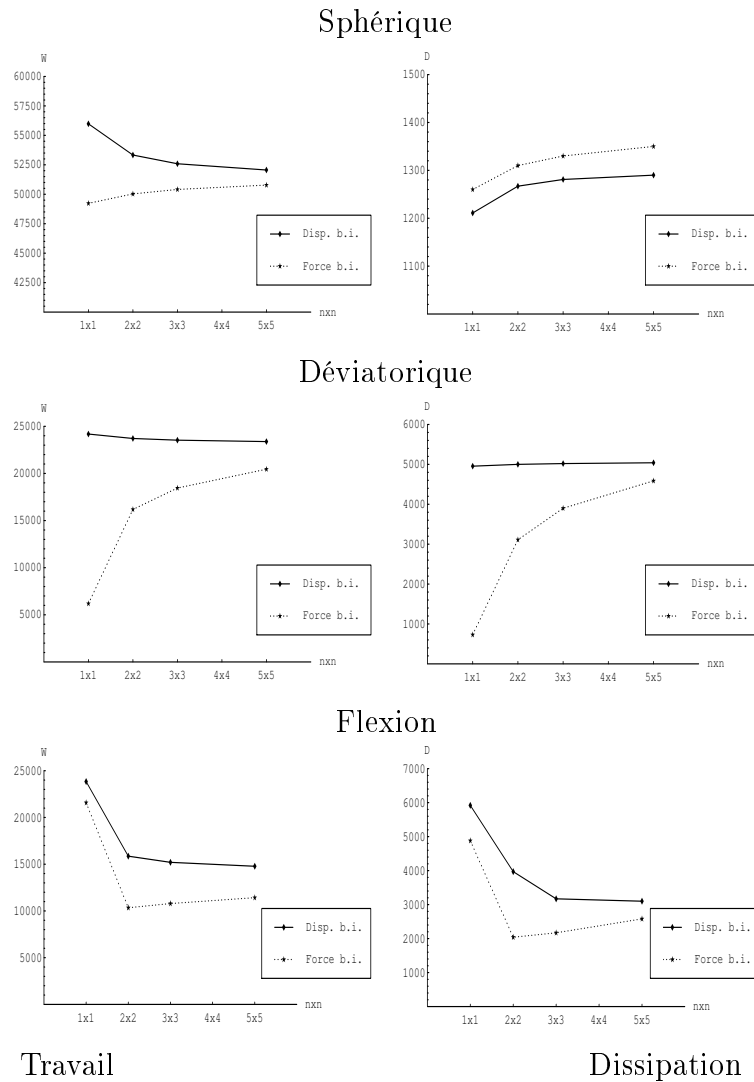 Sphérique
W
60000
57500
55000
52500
50000
47500
45000
42500
Disp. b.i.
Force b.i.
1x1 2x2 3x3 4x4 5x5
nxn
D
1500
1400
1300
1200
1100
Disp. b.i.
Force b.i.
1x1 2x2 3x3 4x4 5x5
nxn
Déviatorique
W
25000
20000
15000
10000
5000
Disp. b.i.
Force b.i.
1x1 2x2 3x3 4x4 5x5
nxn
D
6000
5000
4000
3000
2000
1000
Disp. b.i.
Force b.i.
1x1 2x2 3x3 4x4 5x5
nxn
Flexion
W
25000
20000
15000
10000
5000
Disp. b.i.
Force b.i.
1x1 2x2 3x3 4x4 5x5
nxn
D
7000
6000
5000
4000
3000
2000
1000
Disp. b.i.
Force b.i.
1x1 2x2 3x3 4x4 5x5
nxn
Travail
Dissipation